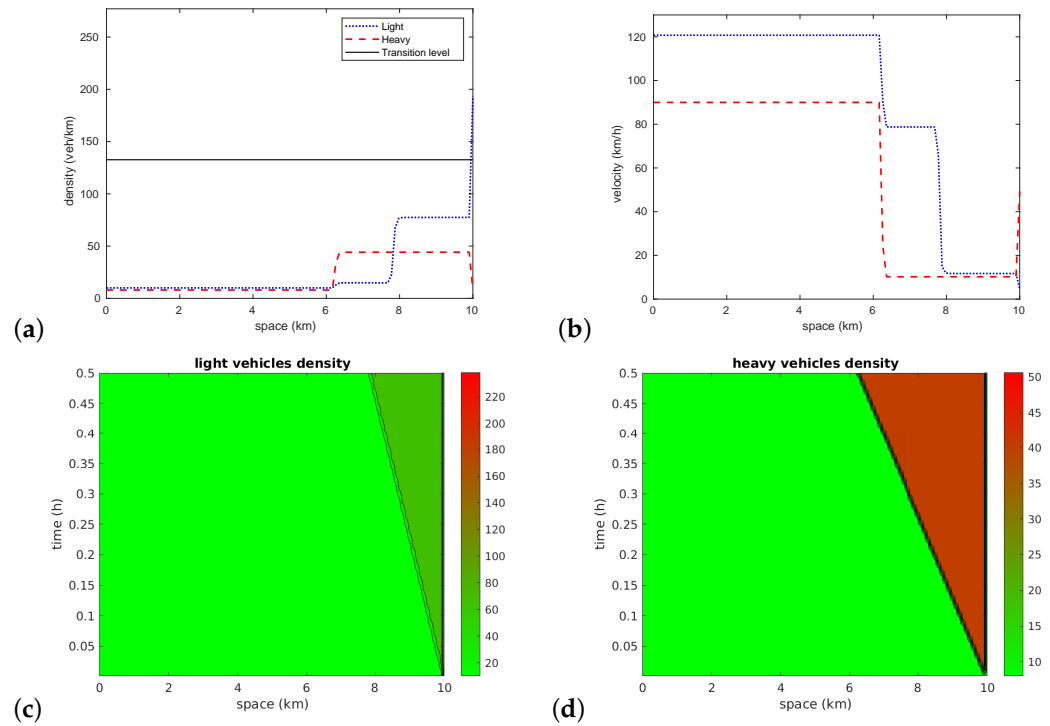 250
200
150
100
50
0
density (veh/km)
Light
Heavy
Transition level
0 2 4 6 8 10
space (km)
(a)
120
100
80
60
40
20
0
velocity (km/h)
0 2 4 6 8 10
space (km)
(b)
light vehicles density
0.5
0.45
0.4
0.35
0.3
0.25
0.2
0.15
0.1
0.05
time (h)
0 2 4 6 8 10
space (km)
220
200
180
160
140
120
100
80
60
40
20
(c)
heavy vehicles density
0.5
0.45
0.4
0.35
0.3
0.25
0.2
0.15
0.1
0.05
time (h)
0 2 4 6 8 10
space (km)
50
45
40
35
30
25
20
15
10
(d)